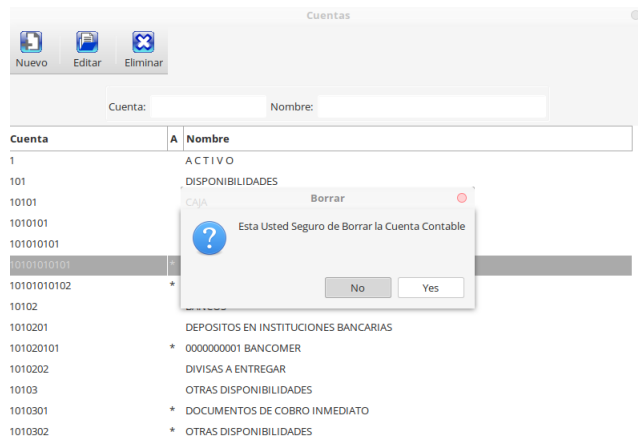 Cuentas
Nuevo Editar Eliminar
Cuenta: Nombre:
Cuenta A Nombre
1 A C T I V O
101 DISPONIBILIDADES
10101 CAJA
Borrar
1010101
Esta Usted Seguro de Borrar la Cuenta Contable
101010101
10101010101 *
10101010102 *
No Yes
10102 BANCOS
1010201 DEPOSITOS EN INSTITUCIONES BANCARIAS
101020101 * 0000000001 BANCOMER
1010202 DIVISAS A ENTREGAR
10103 OTRAS DISPONIBILIDADES
1010301 * DOCUMENTOS DE COBRO INMEDIATO
1010302 * OTRAS DISPONIBILIDADES